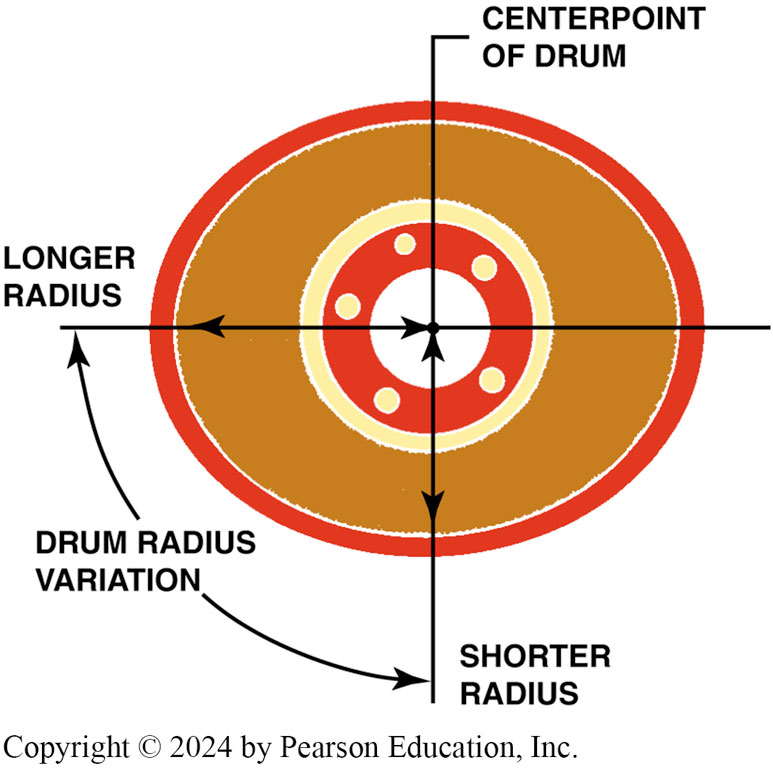 CENTERPOINT
OF DRUM
LONGER
RADIUS
DRUM RADIUS
VARIATION
SHORTER
RADIUS
Copyright © 2024 by Pearson Education, Inc.